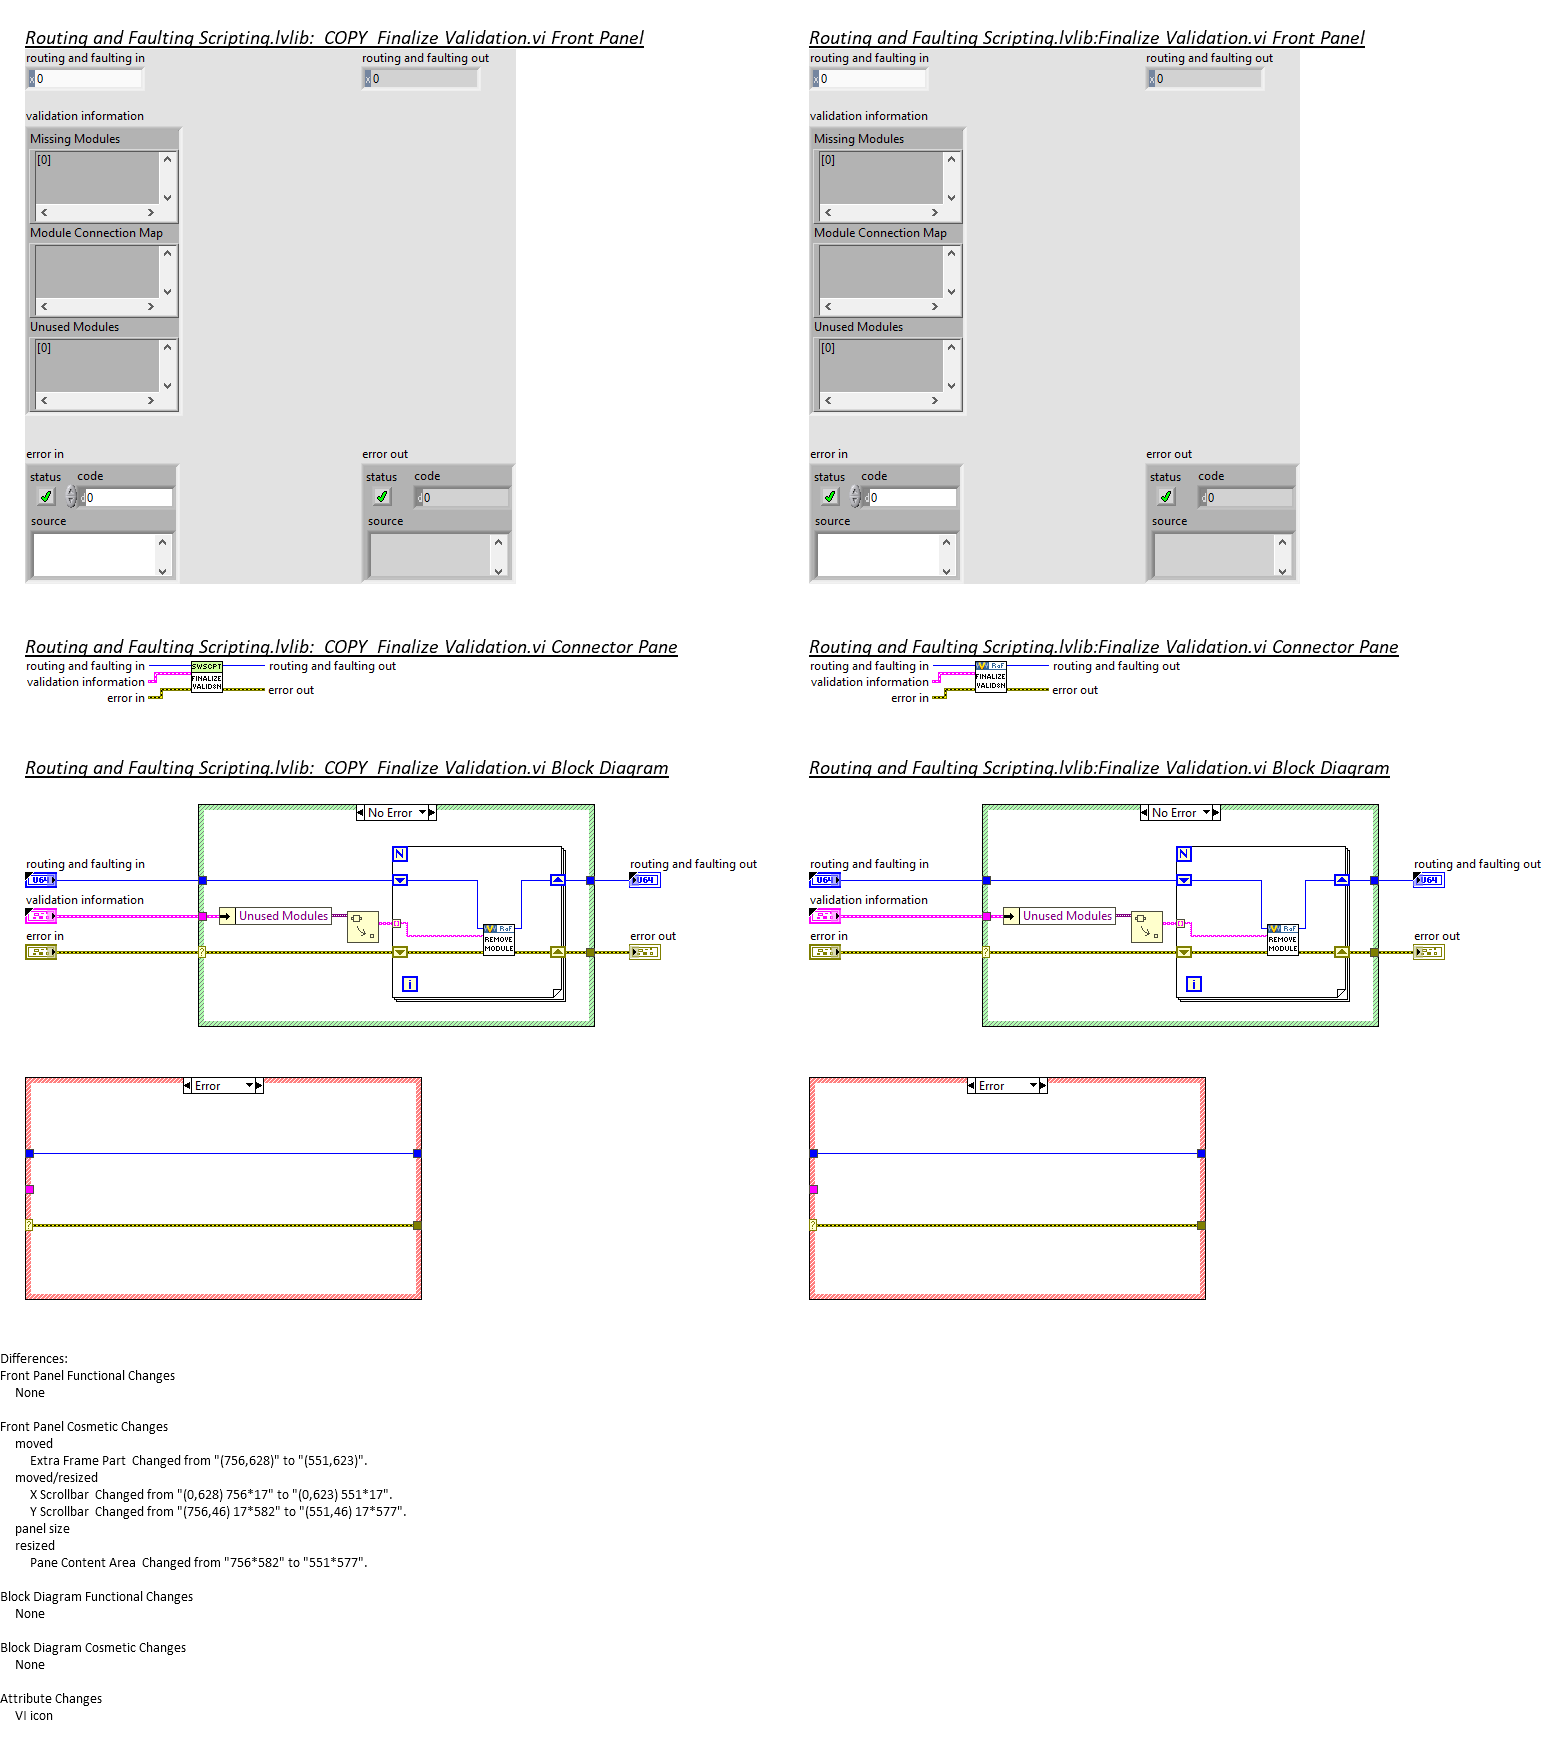 Routing and Faulting Scripting.lvlib:  COPY  Finalize Validation.vi Front Panel
routing and faulting in
routing and faulting out
x 0
x 0
validation information
Missing Modules
[0]
Module Connection Map
Unused Modules
[0]
error in
error out
status code
status code
d 0
d 0
source
source
Routing and Faulting Scripting.lvlib:Finalize Validation.vi Front Panel
routing and faulting in
routing and faulting out
x 0
x 0
validation information
Missing Modules
[0]
Module Connection Map
Unused Modules
[0]
error in
error out
status code
status code
d 0
d 0
source
source
Routing and Faulting Scripting.lvlib:  COPY  Finalize Validation.vi Connector Pane
routing and faulting in
validation information
error in
SWSCPT
FINALIZE
VALID8N
routing and faulting out
error out
Routing and Faulting Scripting.lvlib:Finalize Validation.vi Connector Pane
routing and faulting in
validation information
error in
RaF
FINALIZE
VALID8N
routing and faulting out
error out
Routing and Faulting Scripting.lvlib:  COPY  Finalize Validation.vi Block Diagram
No Error
N
routing and faulting in
U64
validation information
error in
Unused Modules
?
RaF
REMOVE
MODULE
i
routing and faulting out
U64
error out
Error
?
Routing and Faulting Scripting.lvlib:Finalize Validation.vi Block Diagram
No Error
N
routing and faulting in
U64
validation information
error in
Unused Modules
?
RaF
REMOVE
MODULE
i
routing and faulting out
U64
error out
Error
?
Differences:
Front Panel Functional Changes
None
Front Panel Cosmetic Changes
moved
Extra Frame Part  Changed from "(756,628)" to "(551,623)".
moved/resized
X Scrollbar  Changed from "(0,628) 756*17" to "(0,623) 551*17".
Y Scrollbar  Changed from "(756,46) 17*582" to "(551,46) 17*577".
panel size
resized
Pane Content Area  Changed from "756*582" to "551*577".
Block Diagram Functional Changes
None
Block Diagram Cosmetic Changes
None
Attribute Changes
VI icon